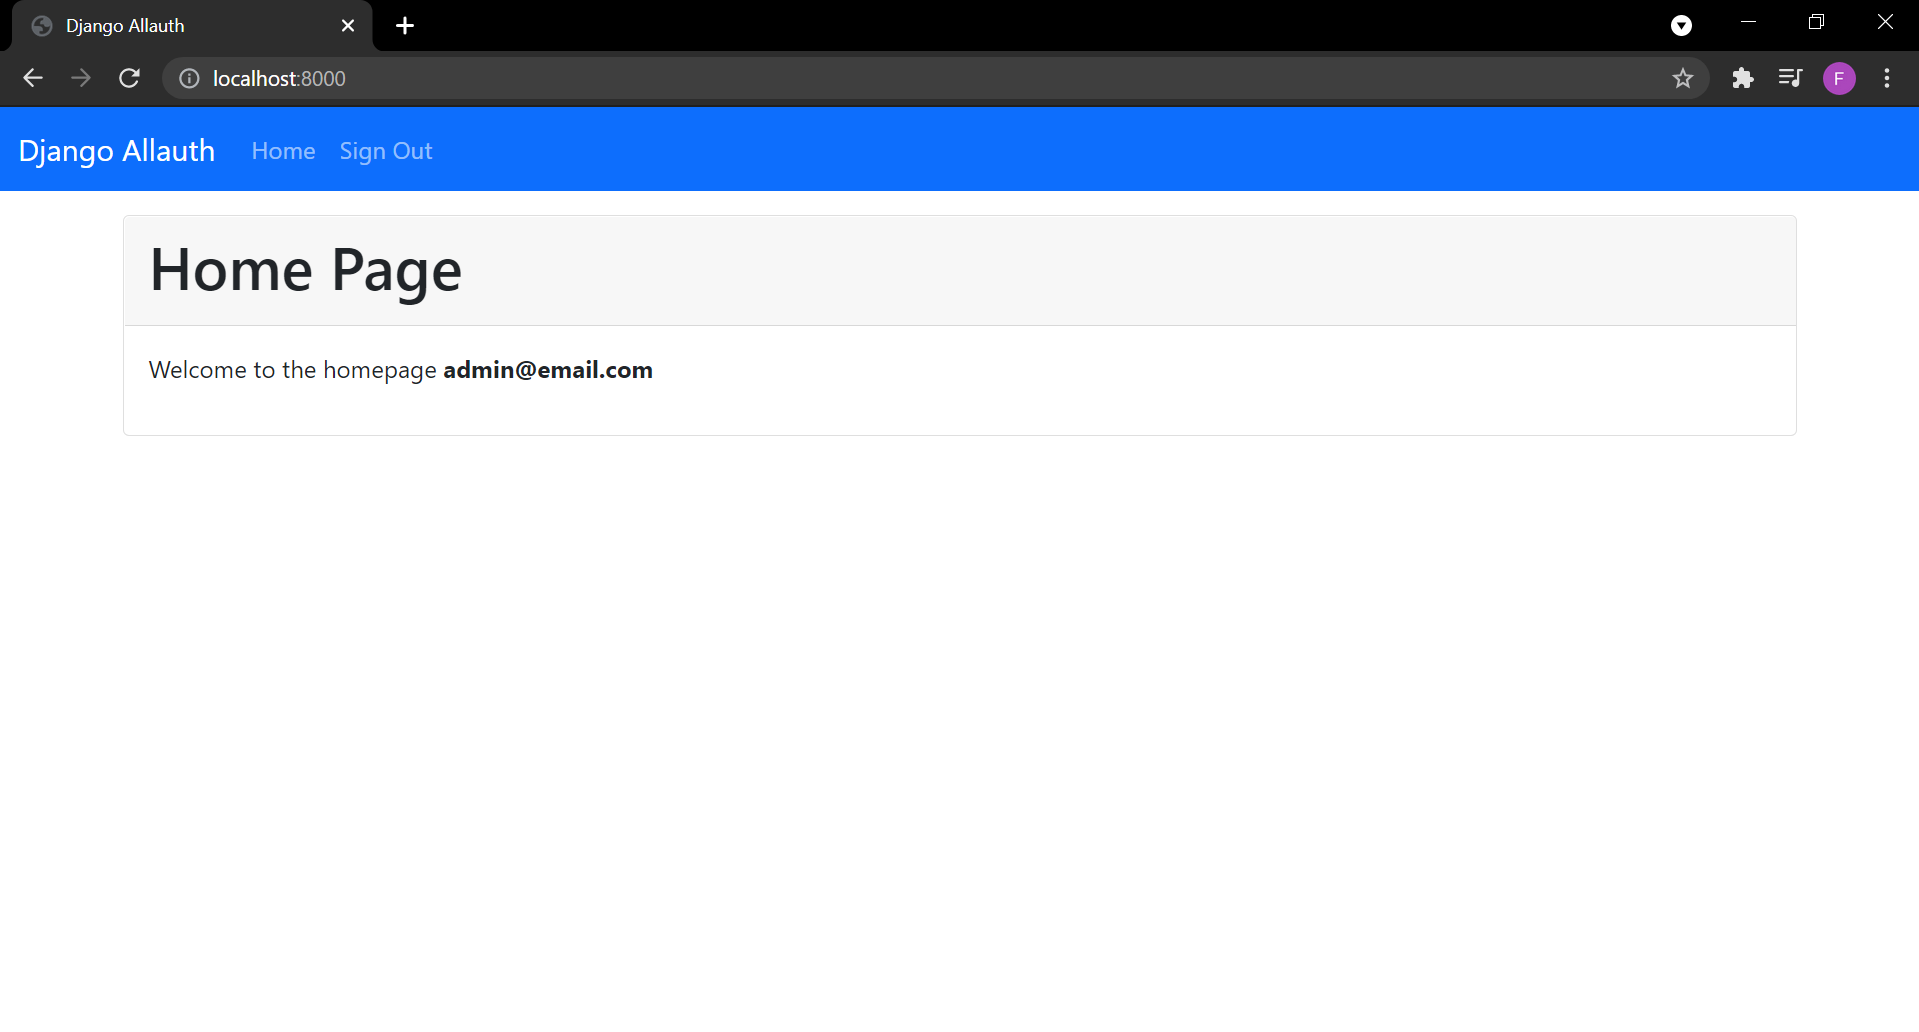 Django Allauth
localhost:8000
F
Django Allauth Home Sign Out
Home Page
Welcome to the homepage admin@email.com